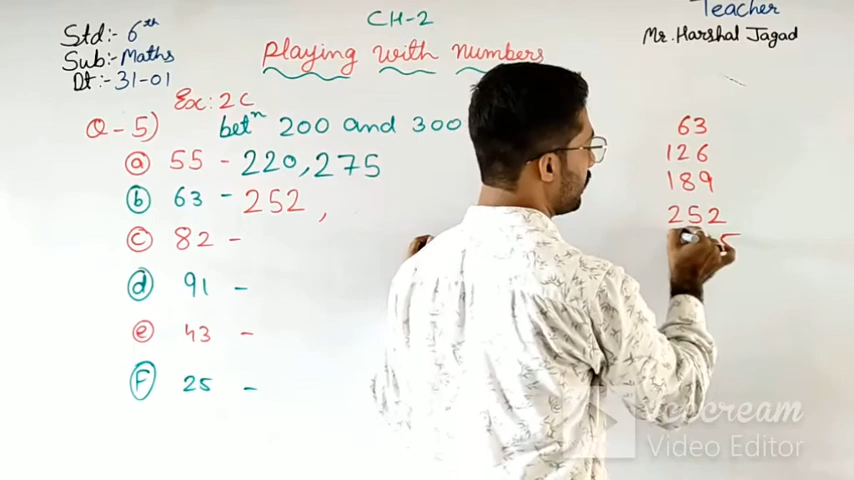 CH-2
Teacher
Std:- 6th
Mr. Harshal Jagad
Sub:- Maths
Playing with Numbers
Dt:- 31-01
Ex: 2C
Q-5) betn 200 and 300
a 55 - 220, 275
b 63 - 252,
c 82 -
d 91 -
e 43 -
F 25 -
63
126
189
252
5
Video Editor